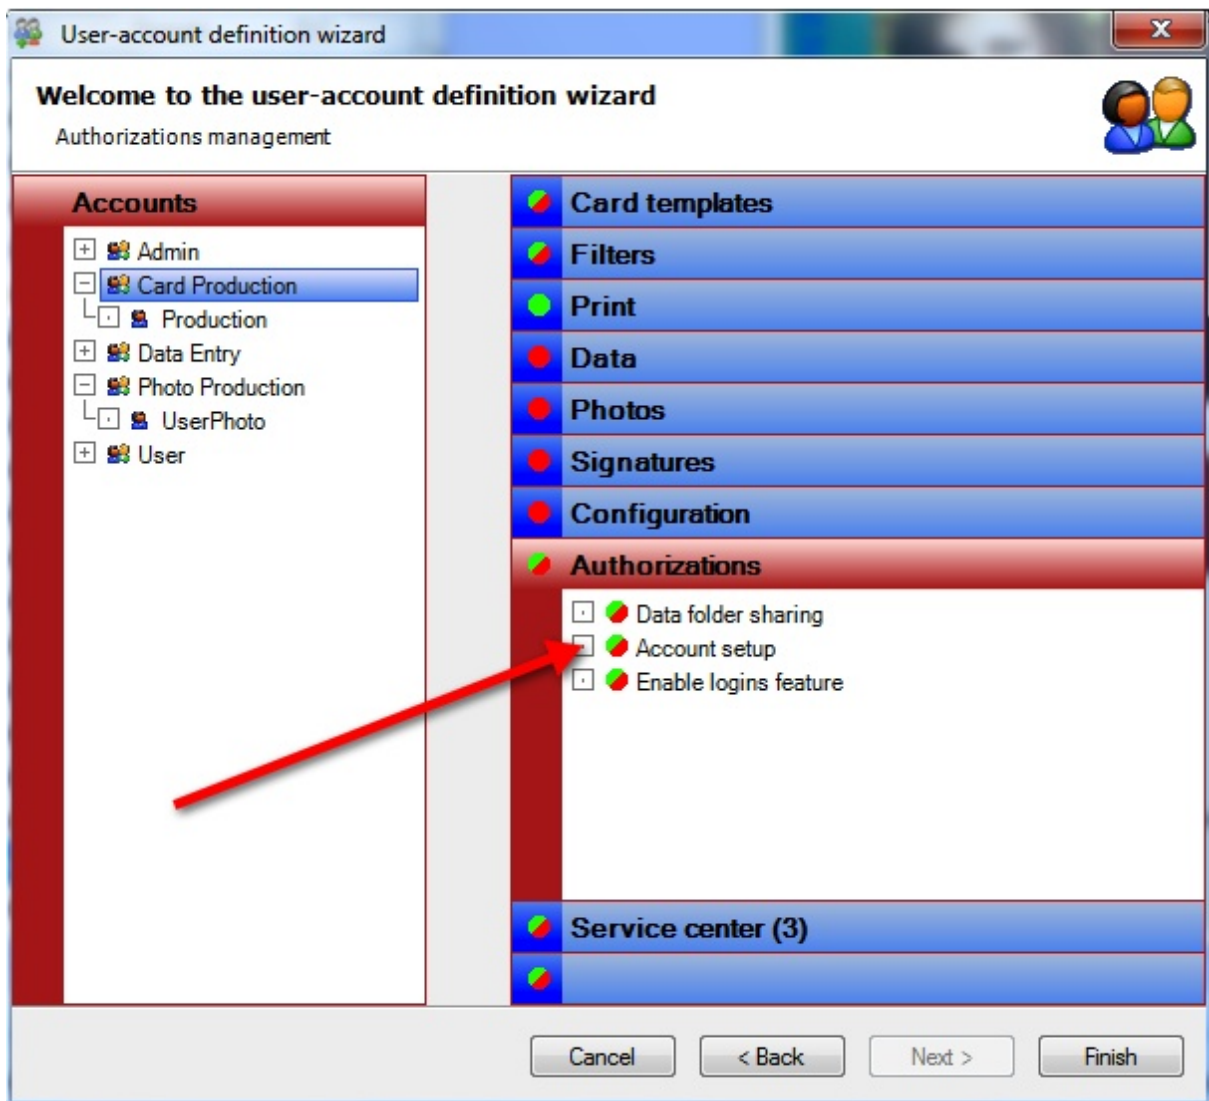 User-account definition wizard
Welcome to the user-account definition wizard
Authorizations management
Accounts
Admin
Card Production
Production
Data Entry
Photo Production
UserPhoto
User
Card templates
Filters
Print
Data
Photos
Signatures
Configuration
Authorizations
Data folder sharing
Account setup
Enable logins feature
Service center (3)
Cancel
< Back
Next >
Finish